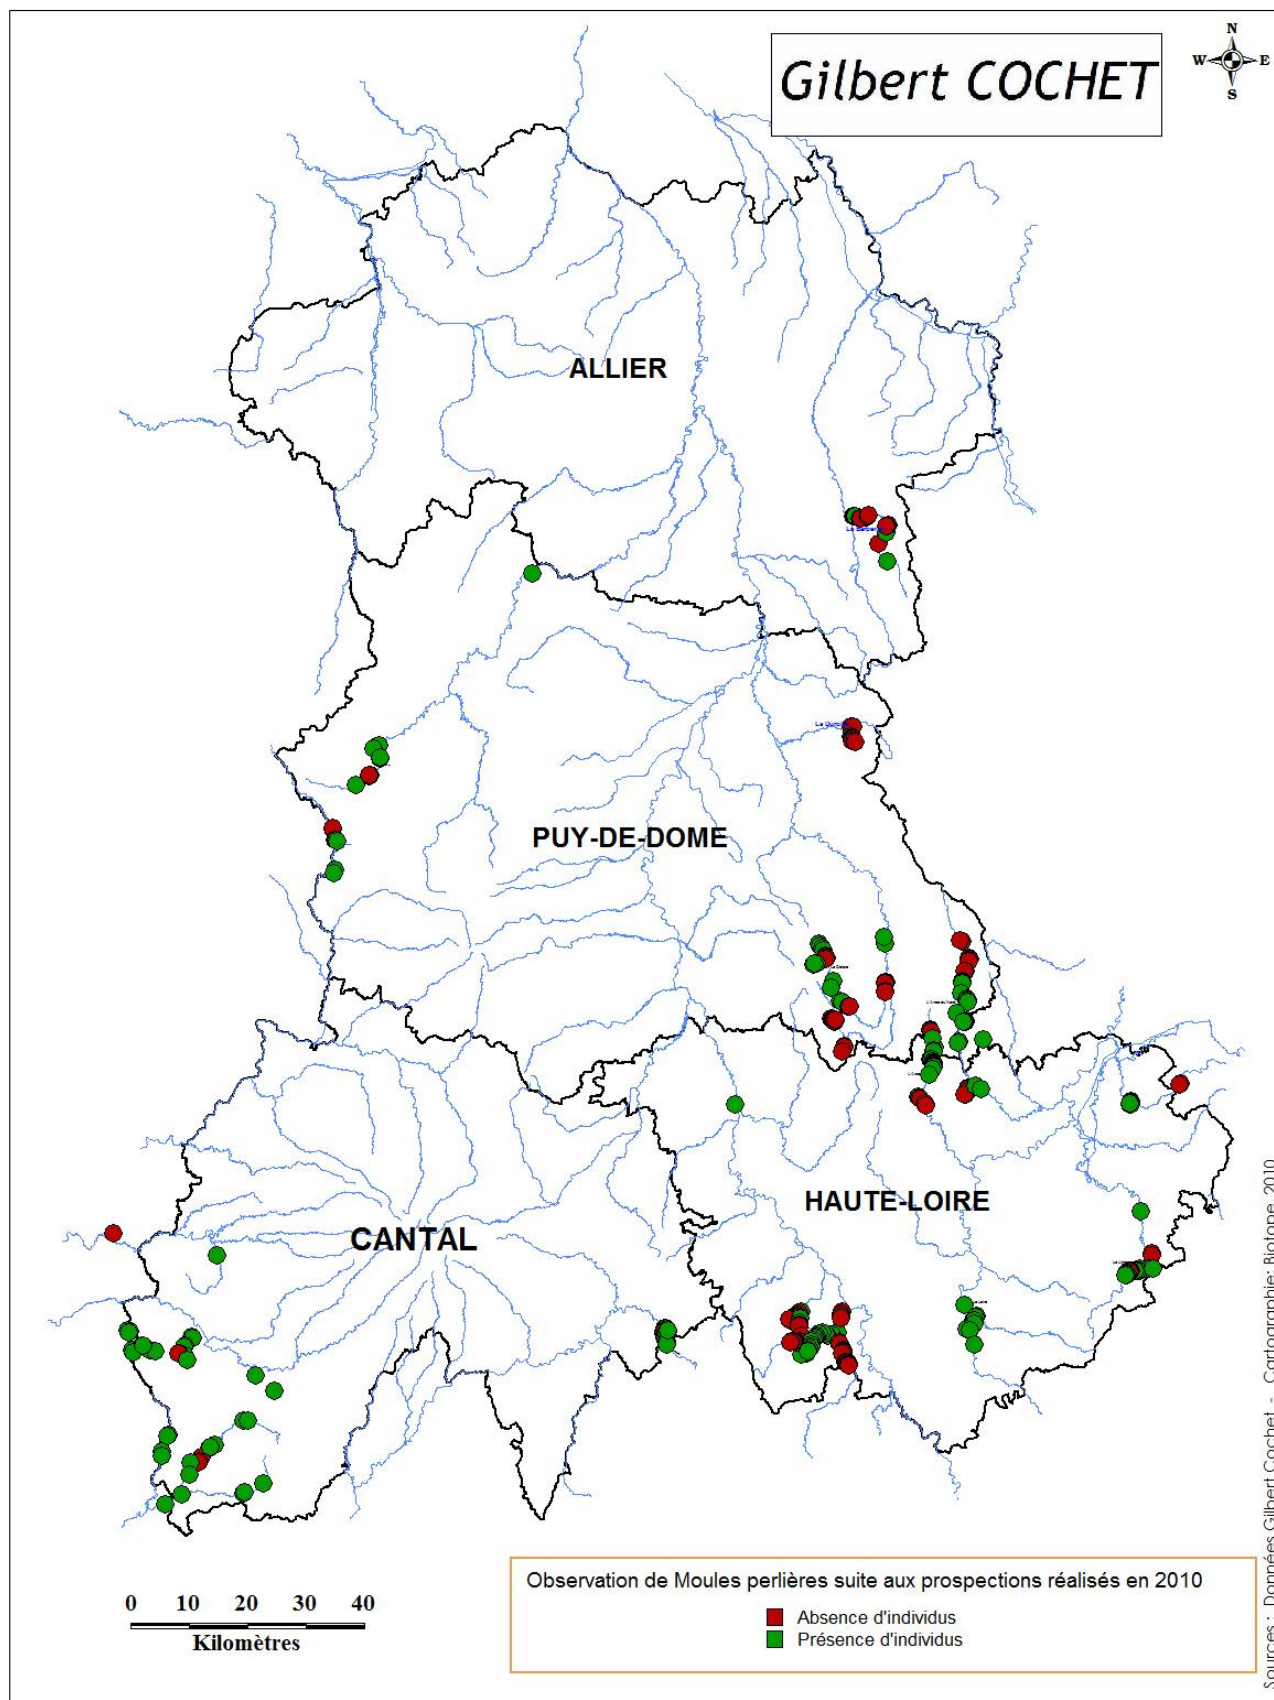 Gilbert COCHET
N
W E
S
ALLIER
PUY-DE-DOME
HAUTE-LOIRE
CANTAL
Observation de Moules perlières suite aux prospections réalisés en 2010
Absence d'individus
Présence d'individus
0 10 20 30 40
Kilomètres
Sources : Données Gilbert Cochet - Cartographie: Biotope, 2010